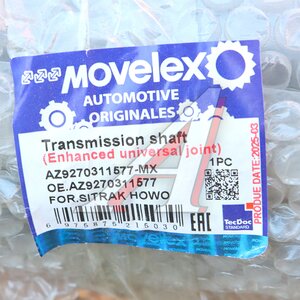 MOVELEX
AUTOMOTIVE
ORIGINALES
Transmission shaft
(Enhanced universal joint)
AZ9270311577-MX
1PC
OE.AZ9270311577
FOR.SITRAK HOWO
6975875215030
EAC
TecDoc
STANDARD
PRODUE DATE 2025-03